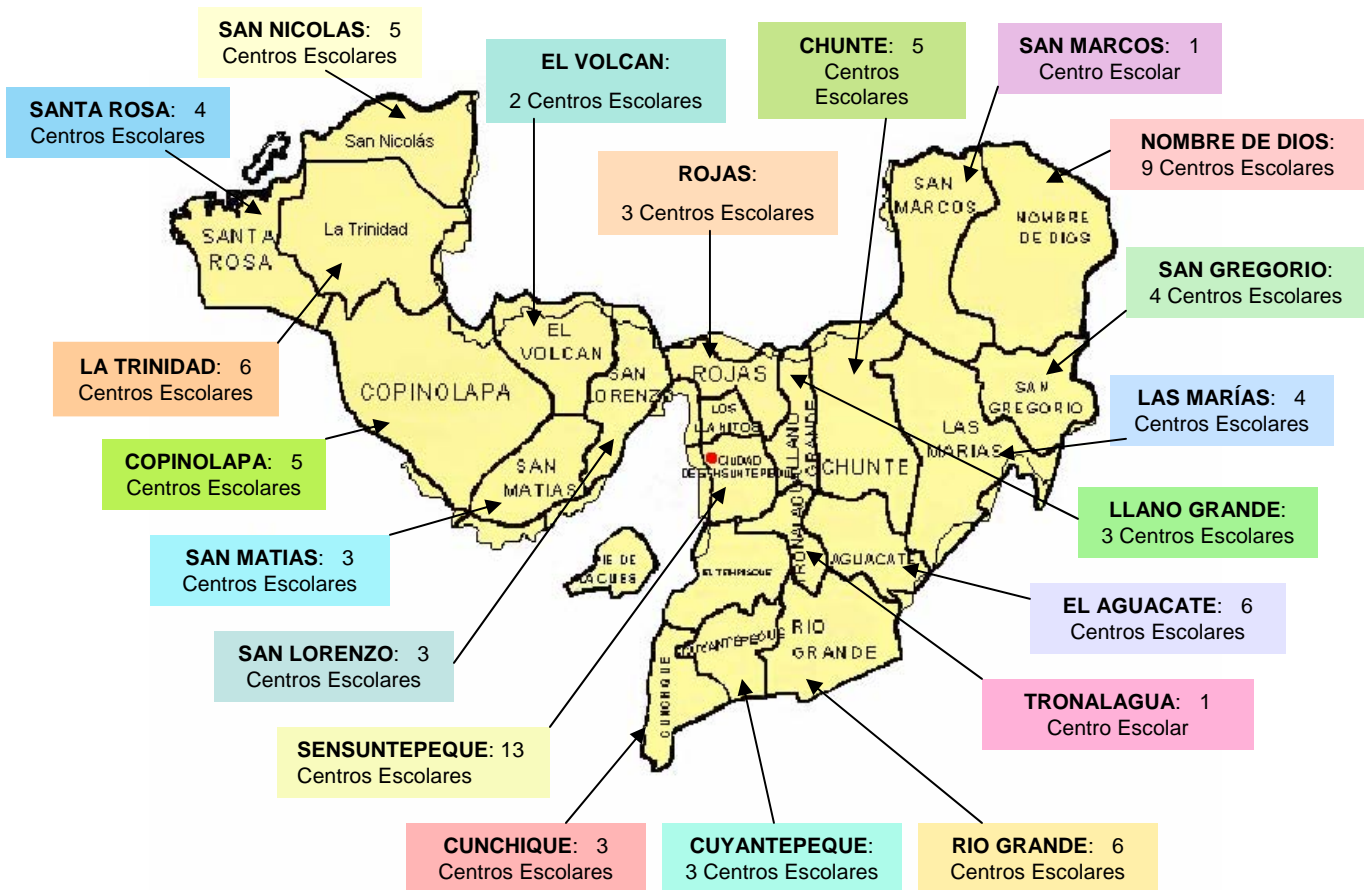 SAN NICOLAS: 5
Centros Escolares
EL VOLCAN:
2 Centros Escolares
CHUNTE: 5
Centros
Escolares
SAN MARCOS: 1
Centro Escolar
SANTA ROSA: 4
Centros Escolares
NOMBRE DE DIOS:
9 Centros Escolares
ROJAS:
3 Centros Escolares
SAN GREGORIO:
4 Centros Escolares
LA TRINIDAD: 6
Centros Escolares
LAS MARÍAS: 4
Centros Escolares
COPINOLAPA: 5
Centros Escolares
LLANO GRANDE:
3 Centros Escolares
SAN MATIAS: 3
Centros Escolares
EL AGUACATE: 6
Centros Escolares
SAN LORENZO: 3
Centros Escolares
TRONALAGUA: 1
Centro Escolar
SENSUNTEPEQUE: 13
Centros Escolares
CUNCHIQUE: 3
Centros Escolares
CUYANTEPEQUE:
3 Centros Escolares
RIO GRANDE: 6
Centros Escolares
San Nicolás
La Trinidad
SANTA
ROSA
COPINOLAPA
EL
VOLCAN
SAN
LORENZO
SAN
MATIAS
ROJAS
LOS
CIUDAD
LLANO
GRANDE
CHUNTE
SAN
MARCOS
NOMBRE
DE DIOS
SAN
GREGORIO
LAS
MARIAS
AGUACATE
PIE DE
EL TEMPISQUE
CUYANTEPEQUE
RIO
GRANDE
CUNCHIQUE